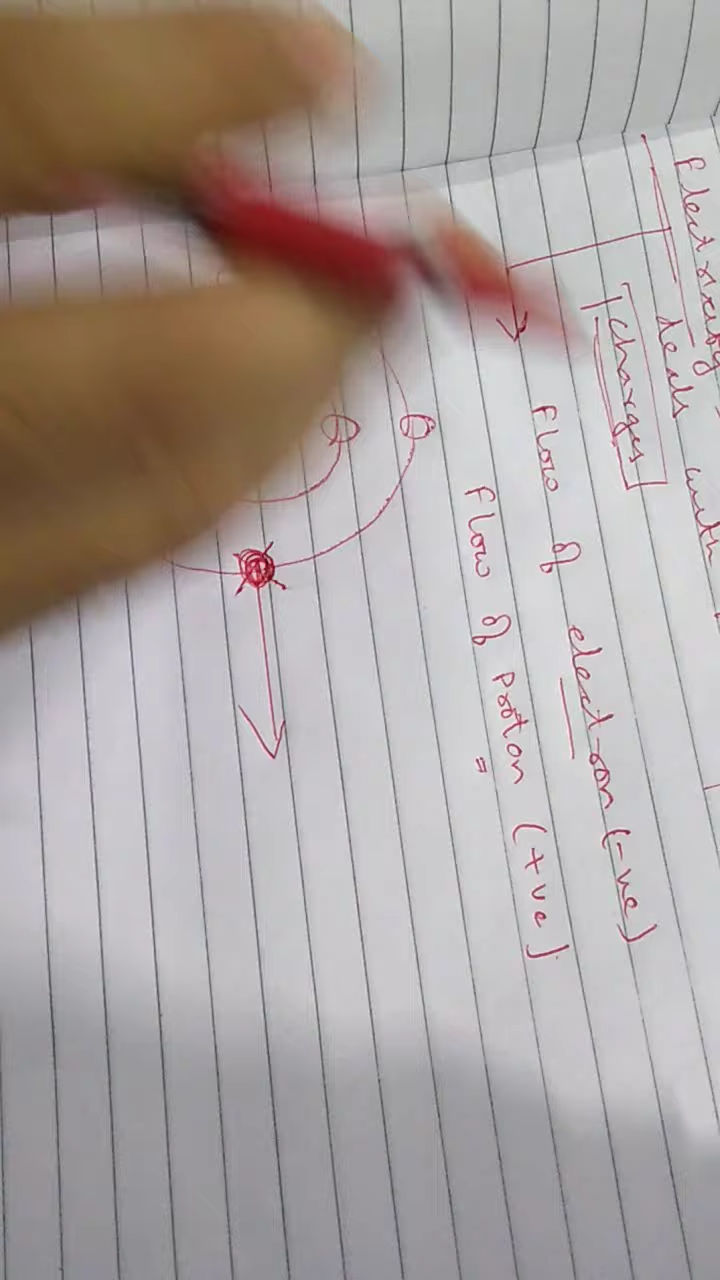 Electricity deals with
charges
flow of electron (-ve)
flow of proton (+ve)